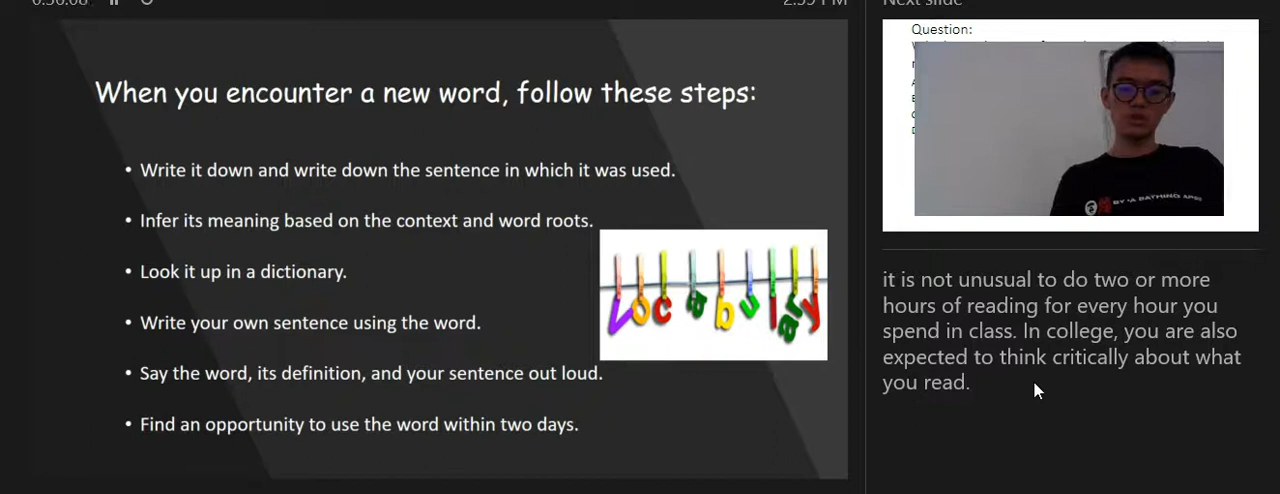 Next slide
When you encounter a new word, follow these steps:
• Write it down and write down the sentence in which it was used.
• Infer its meaning based on the context and word roots.
• Look it up in a dictionary.
• Write your own sentence using the word.
• Say the word, its definition, and your sentence out loud.
• Find an opportunity to use the word within two days.
Vocabulary
Question:
BY *A BATHING APE®
it is not unusual to do two or more
hours of reading for every hour you
spend in class. In college, you are also
expected to think critically about what
you read.